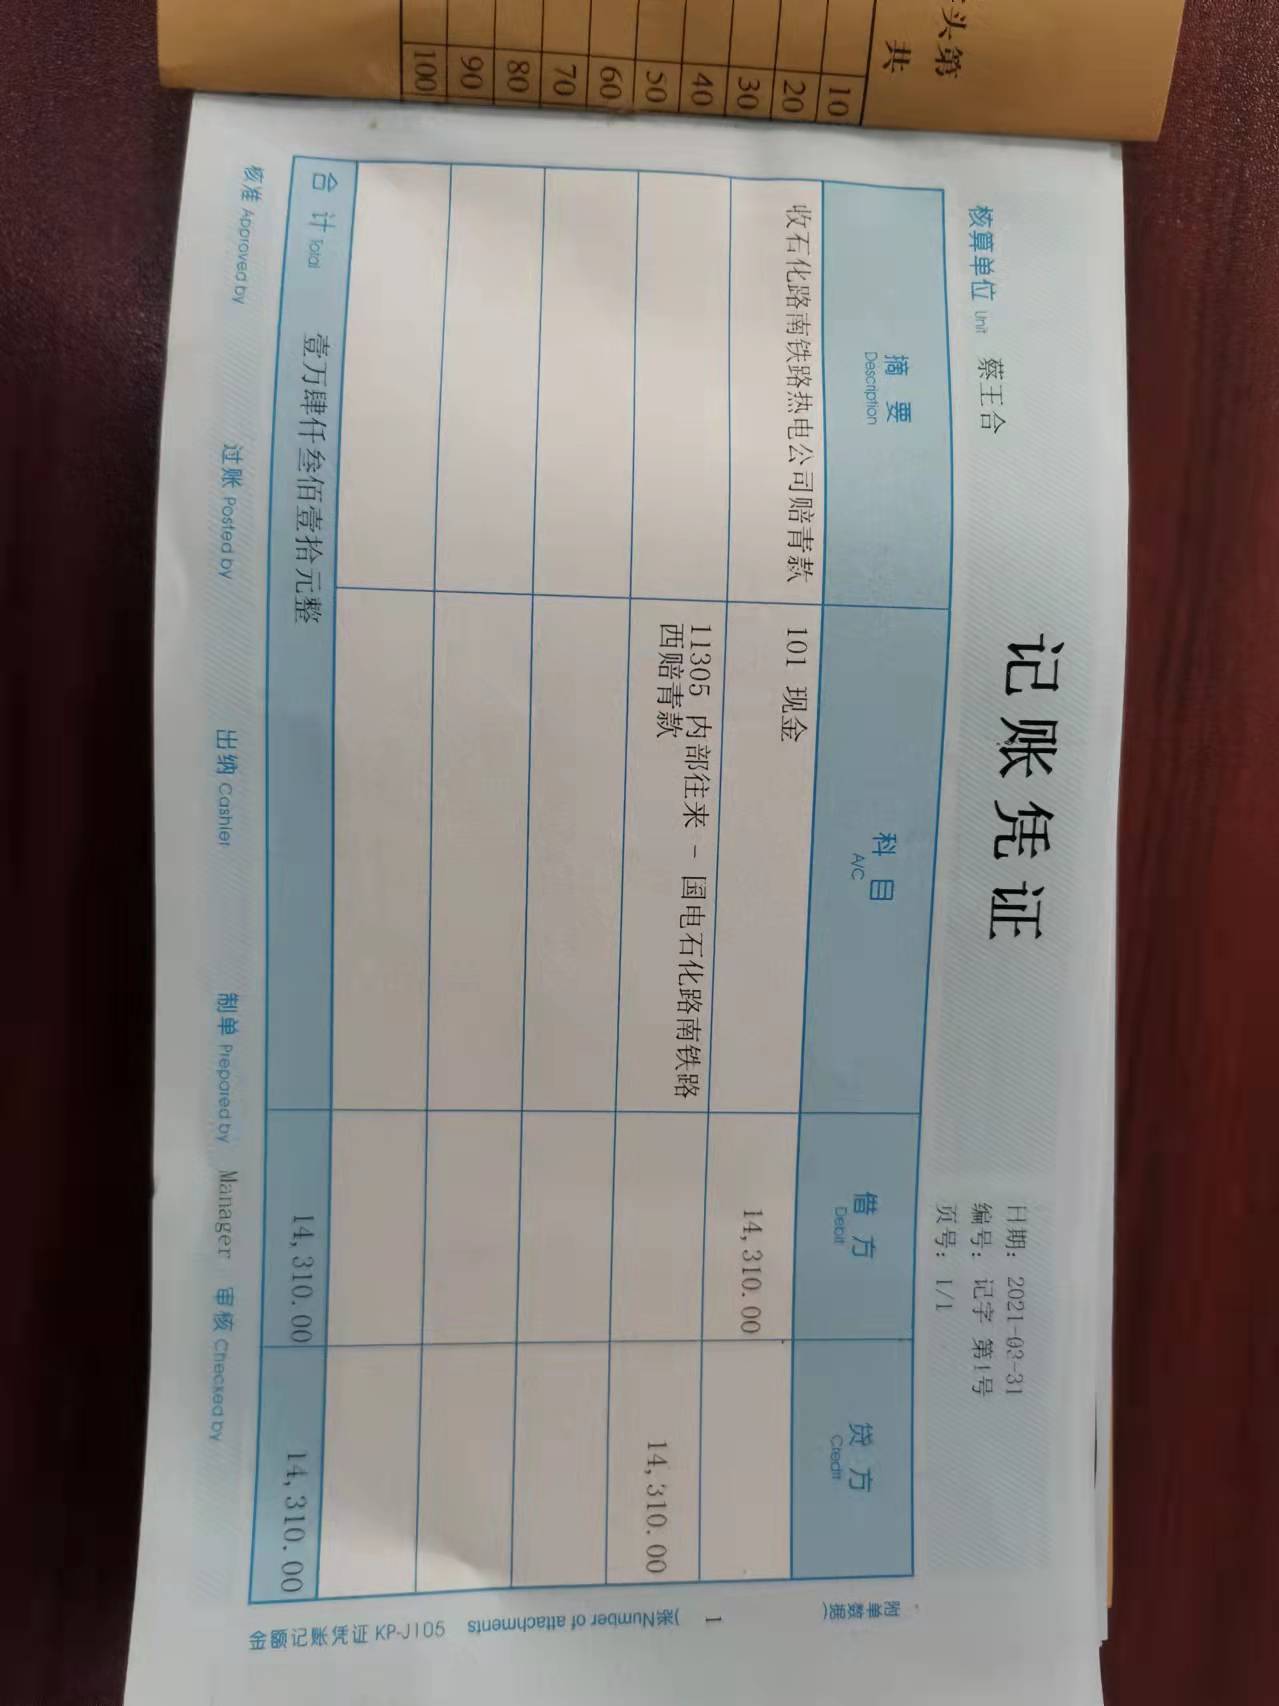 头第
共
10
20
30
40
50
60
70
80
90
100
记账凭证
核算单位 Unit 蔡王合
日期: 2021-03-31
编号: 记字 第1号
页号: 1/1
摘 要 科 目 借 方 贷 方
Description A/C Debit Credit
收石化路南铁路热电公司赔青款 101 现金 14,310.00
11305 内部往来 - 国电石化路南铁路 14,310.00
西赔青款
合 计 Total 壹万肆仟叁佰壹拾元整 14,310.00 14,310.00
核准 Approved by 过账 Posted by 出纳 Cashier 制单 Prepared by Manager 审核 Checked by
附单数据( 1 )张 Number of attachments
金额记账凭证 KP-J105